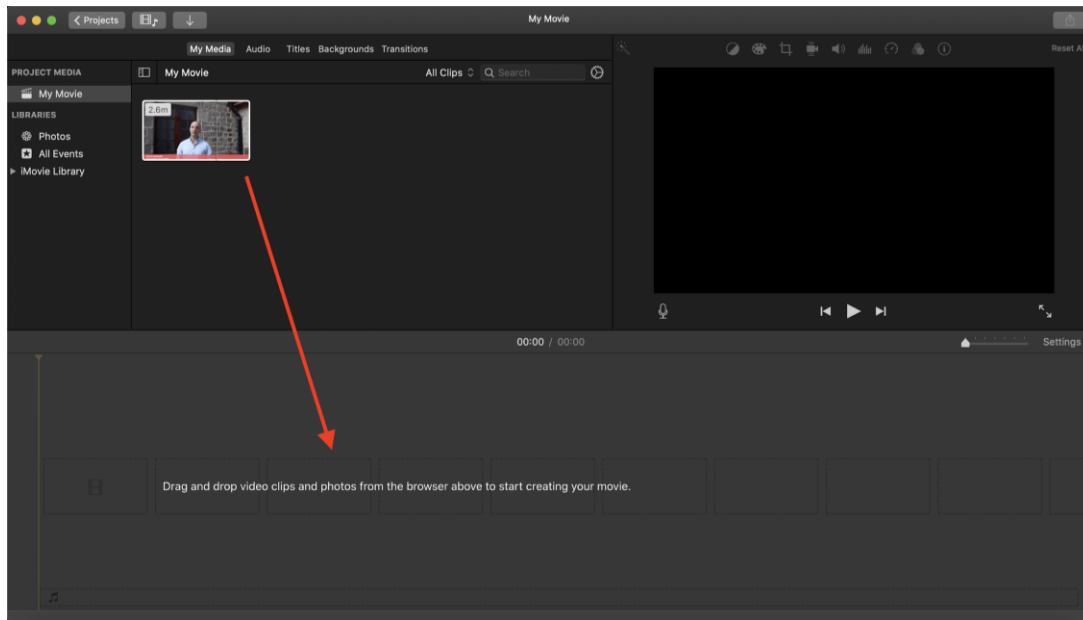 Projects
My Movie
My Media Audio Titles Backgrounds Transitions
Reset Al
PROJECT MEDIA
My Movie
All Clips
Search
My Movie
LIBRARIES
2.6m
Photos
All Events
iMovie Library
00:00 / 00:00
Settings
Drag and drop video clips and photos from the browser above to start creating your movie.